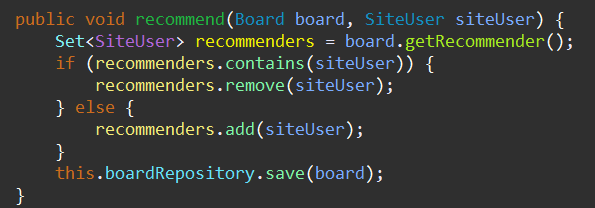 public void recommend(Board board, SiteUser siteUser) {
    Set<SiteUser> recommenders = board.getRecommender();
    if (recommenders.contains(siteUser)) {
        recommenders.remove(siteUser);
    } else {
        recommenders.add(siteUser);
    }
    this.boardRepository.save(board);
}